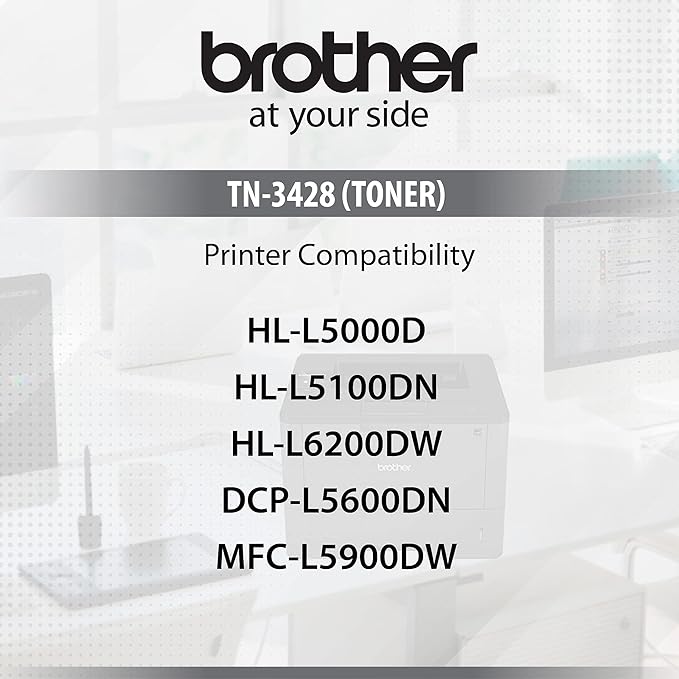 brother
at your side
TN-3428 (TONER)
Printer Compatibility
HL-L5000D
HL-L5100DN
HL-L6200DW
brother
DCP-L5600DN
MFC-L5900DW